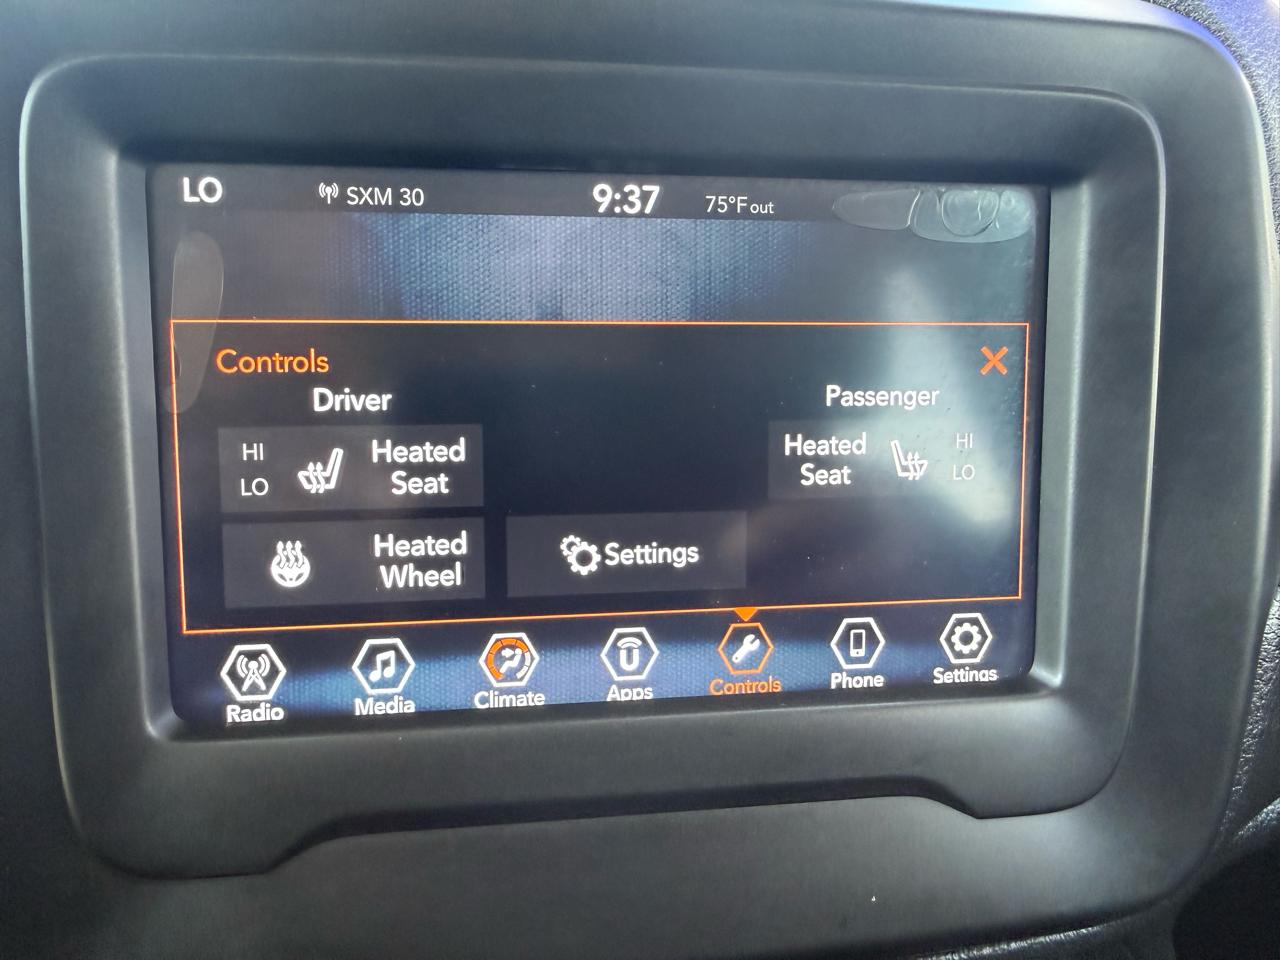 LO SXM 30 9:37 75°F out
Controls
Driver Passenger
HI
LO
Heated
Seat
Heated
Seat
HI
LO
Heated
Wheel
Settings
Radio Media Climate Apps Controls Phone Settings